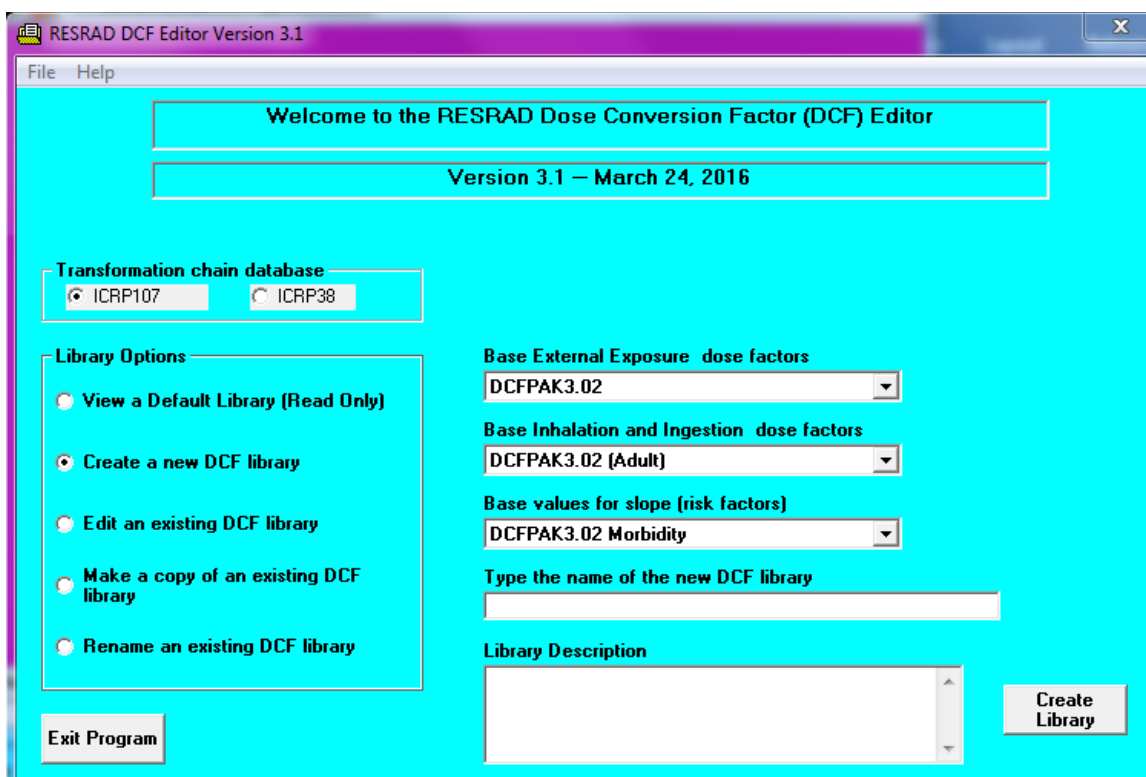 RESRAD DCF Editor Version 3.1
File Help
Welcome to the RESRAD Dose Conversion Factor (DCF) Editor
Version 3.1 — March 24, 2016
Transformation chain database
ICRP107 ICRP38
Library Options
View a Default Library (Read Only)
Create a new DCF library
Edit an existing DCF library
Make a copy of an existing DCF
library
Rename an existing DCF library
Exit Program
Base External Exposure dose factors
DCFPAK3.02
Base Inhalation and Ingestion dose factors
DCFPAK3.02 (Adult)
Base values for slope (risk factors)
DCFPAK3.02 Morbidity
Type the name of the new DCF library
Library Description
Create
Library